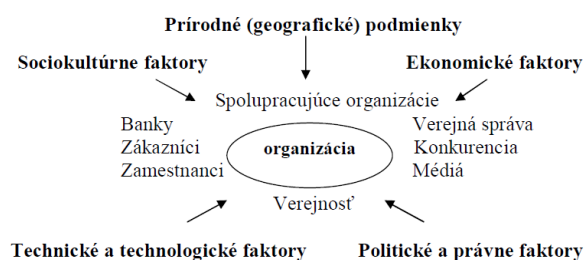 Prírodné (geografické) podmienky
Sociokultúrne faktory
Ekonomické faktory
Spolupracujúce organizácie
Banky
Zákazníci
Zamestnanci
organizácia
Verejná správa
Konkurencia
Médiá
Verejnosť
Technické a technologické faktory
Politické a právne faktory